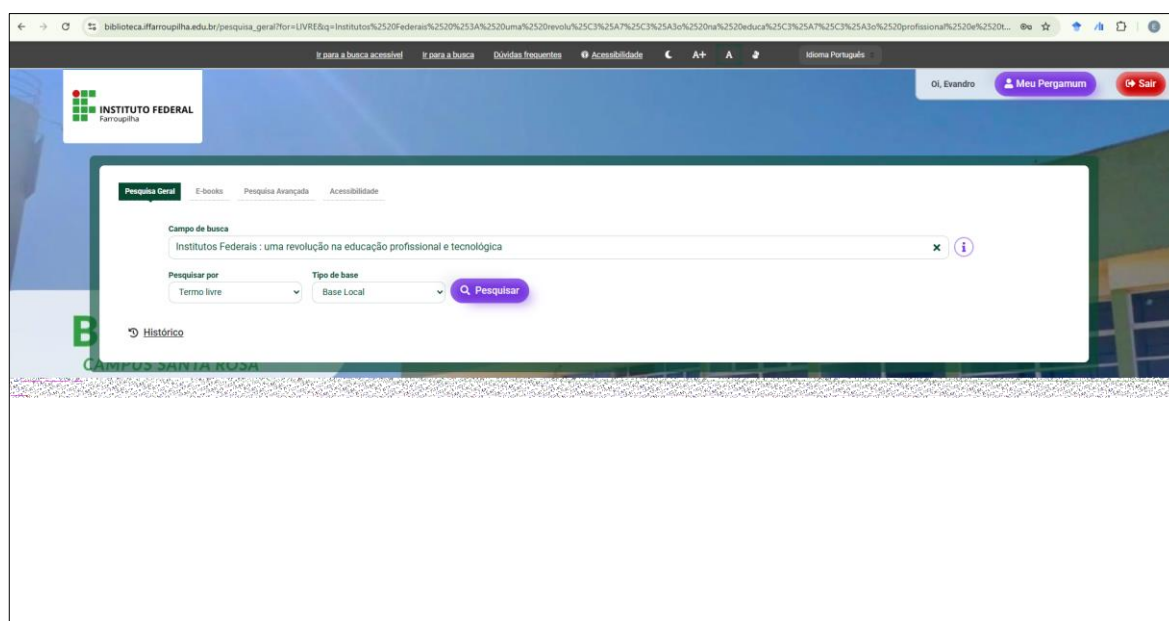 biblioteca.iffarroupilha.edu.br/pesquisa_geral?for=LIVRE&q=Institutos%2520Federais%2520%253A%2520uma%2520revolu%25C3%25A7%25C3%25A3o%2520na%2520educa%25C3%25A7%25C3%25A3o%2520profissional%2520e%2520t...
Ir para a busca acessível Ir para a busca Dúvidas frequentes Acessibilidade A+ A Idioma Português
Oi, Evandro Meu Pergamum Sair
INSTITUTO FEDERAL
Farroupilha
Pesquisa Geral E-books Pesquisa Avançada Acessibilidade
Campo de busca
Institutos Federais : uma revolução na educação profissional e tecnológica
Pesquisar por Tipo de base
Termo livre Base Local Pesquisar
Histórico
B
CAMPUS SANTA ROSA